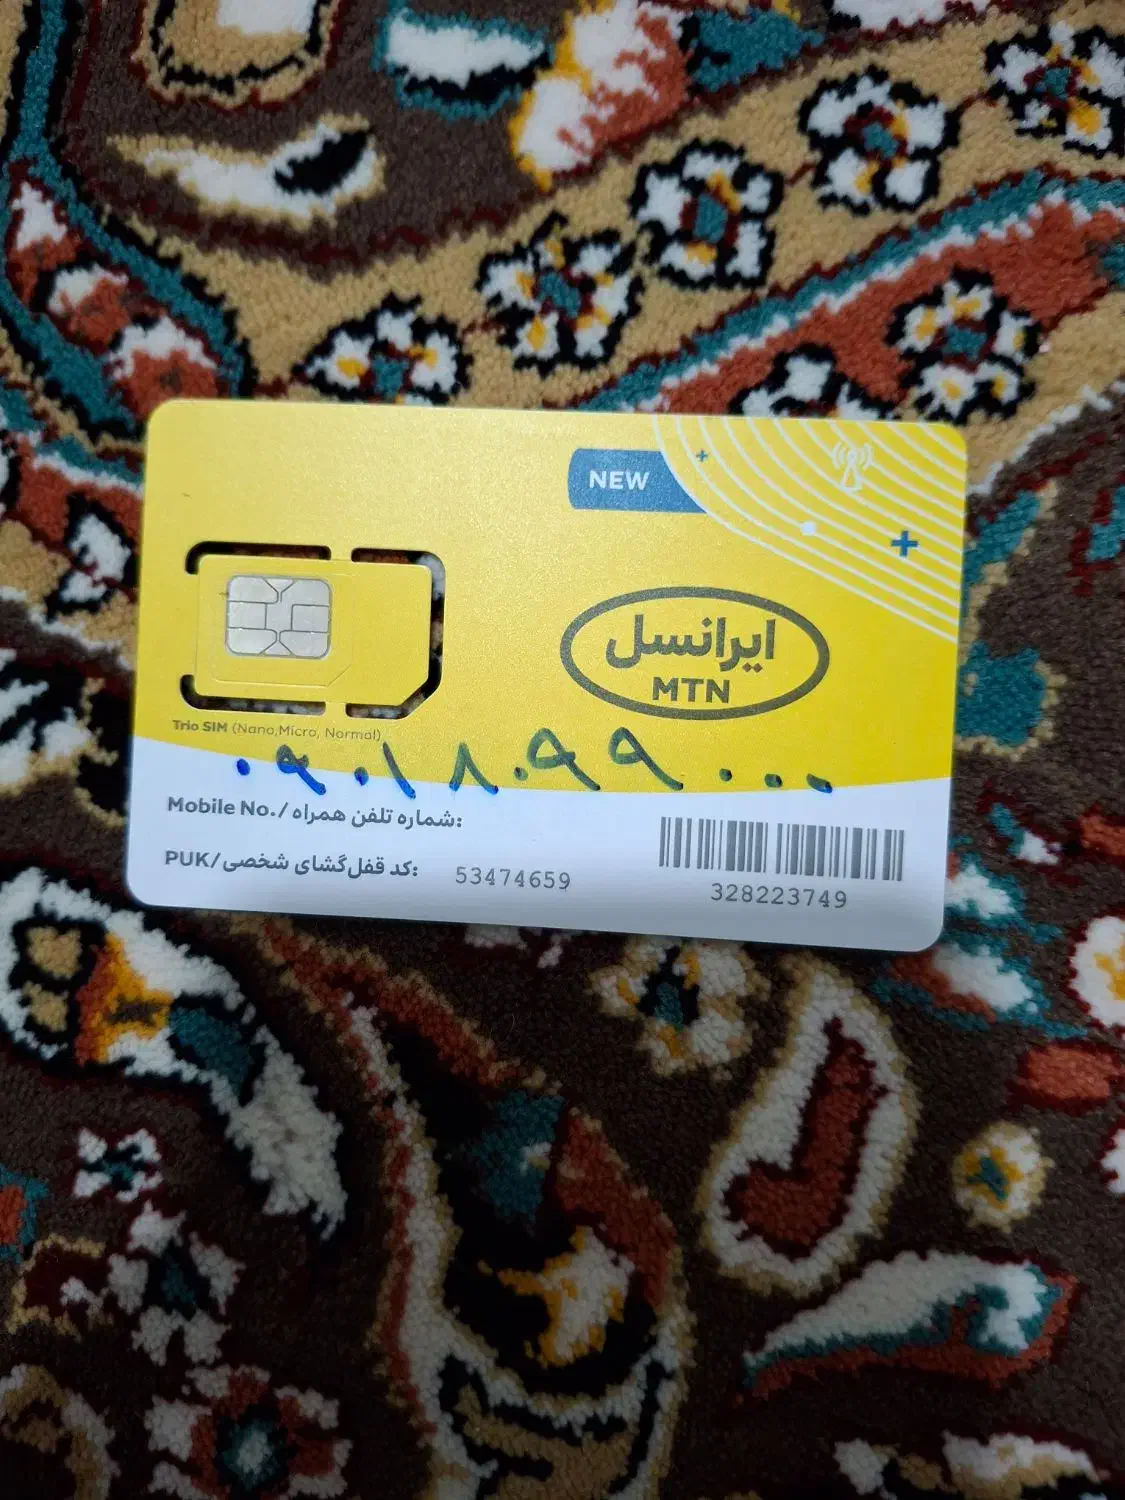 NEW
ایرانسل
MTN
Trio SIM (Nano,Micro, Normal)
۰۹۰۱۸۰۹۹۰۰۰
Mobile No./شماره تلفن همراه:
PUK/کد قفل‌گشای شخصی: 53474659
328223749